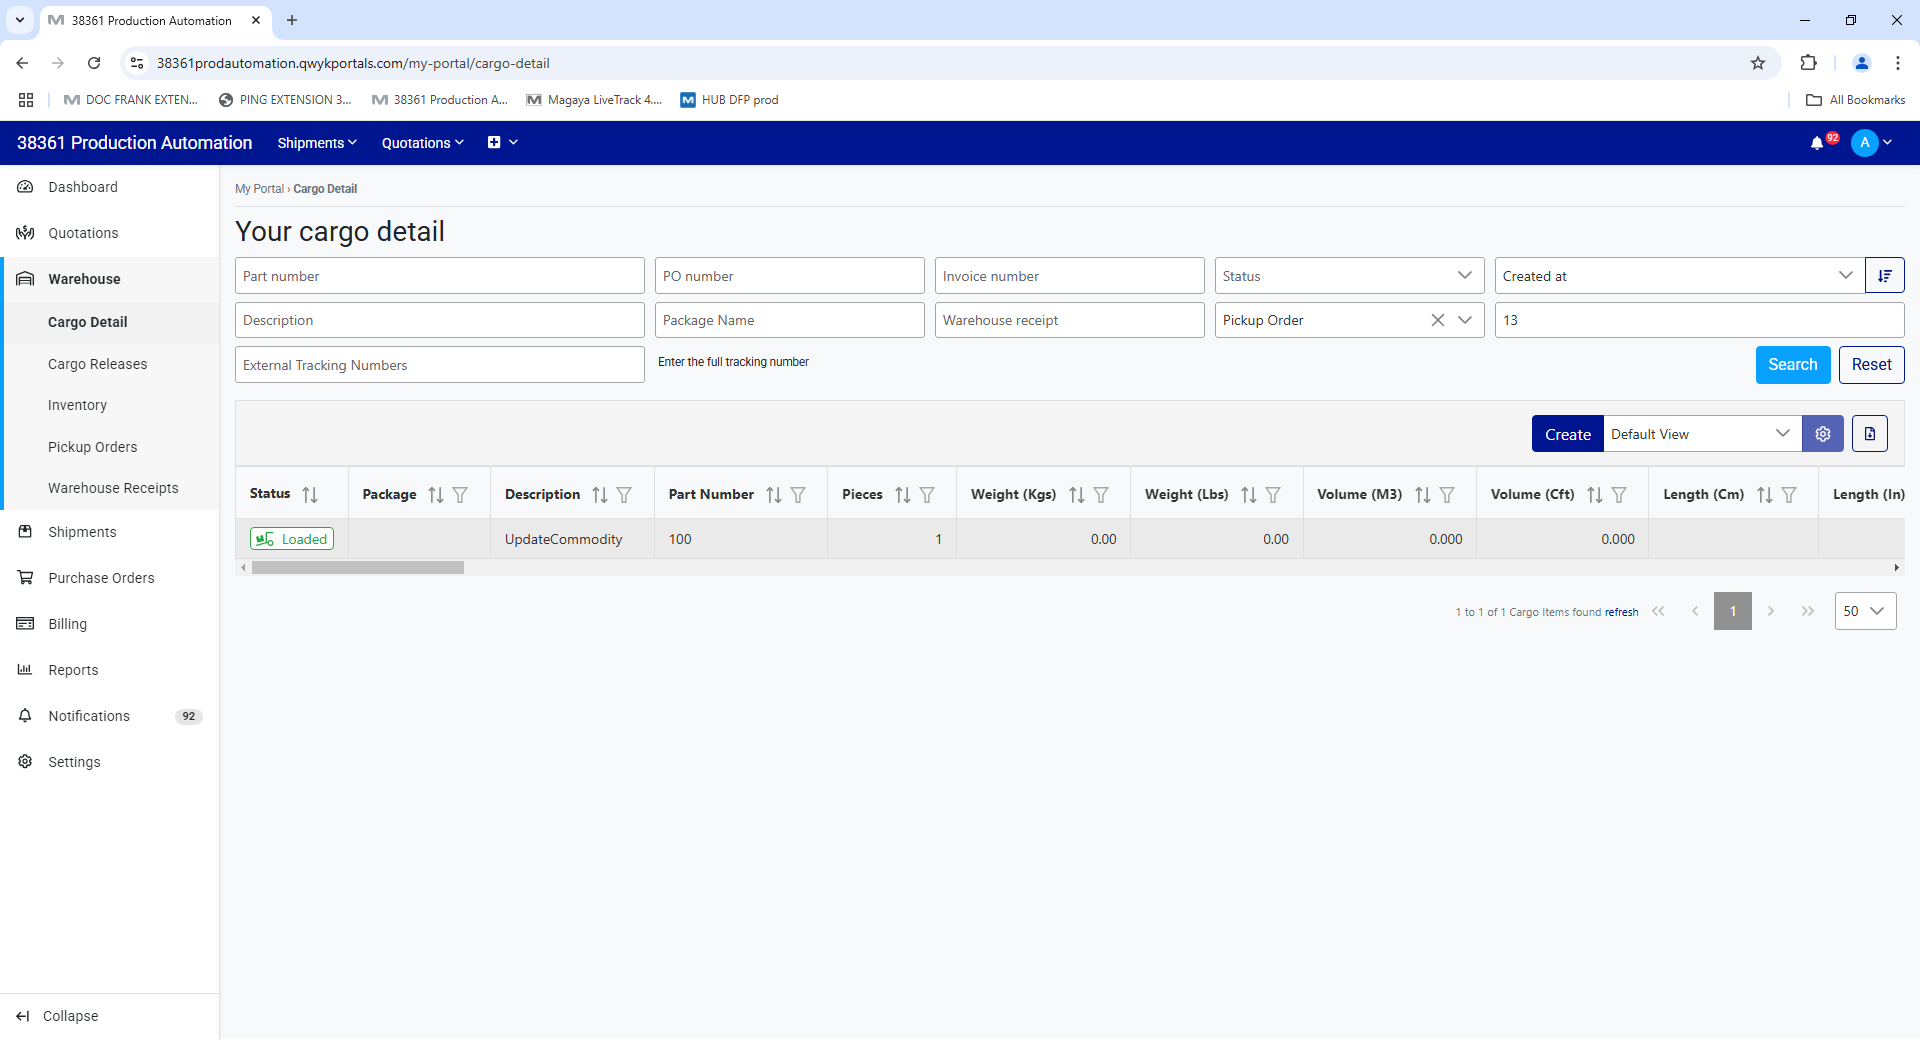 38361 Production Automation
38361prodautomation.qwykportals.com/my-portal/cargo-detail
DOC FRANK EXTEN... PING EXTENSION 3... 38361 Production A... Magaya LiveTrack 4.... HUB DFP prod All Bookmarks
38361 Production Automation Shipments Quotations 92 A
Dashboard
Quotations
Warehouse
Cargo Detail
Cargo Releases
Inventory
Pickup Orders
Warehouse Receipts
Shipments
Purchase Orders
Billing
Reports
Notifications 92
Settings
Collapse
My Portal › Cargo Detail
Your cargo detail
Part number PO number Invoice number Status Created at
Description Package Name Warehouse receipt Pickup Order 13
External Tracking Numbers Enter the full tracking number Search Reset
Create Default View
Status Package Description Part Number Pieces Weight (Kgs) Weight (Lbs) Volume (M3) Volume (Cft) Length (Cm) Length (In)
Loaded UpdateCommodity 100 1 0.00 0.00 0.000 0.000
1 to 1 of 1 Cargo Items found refresh 1 50